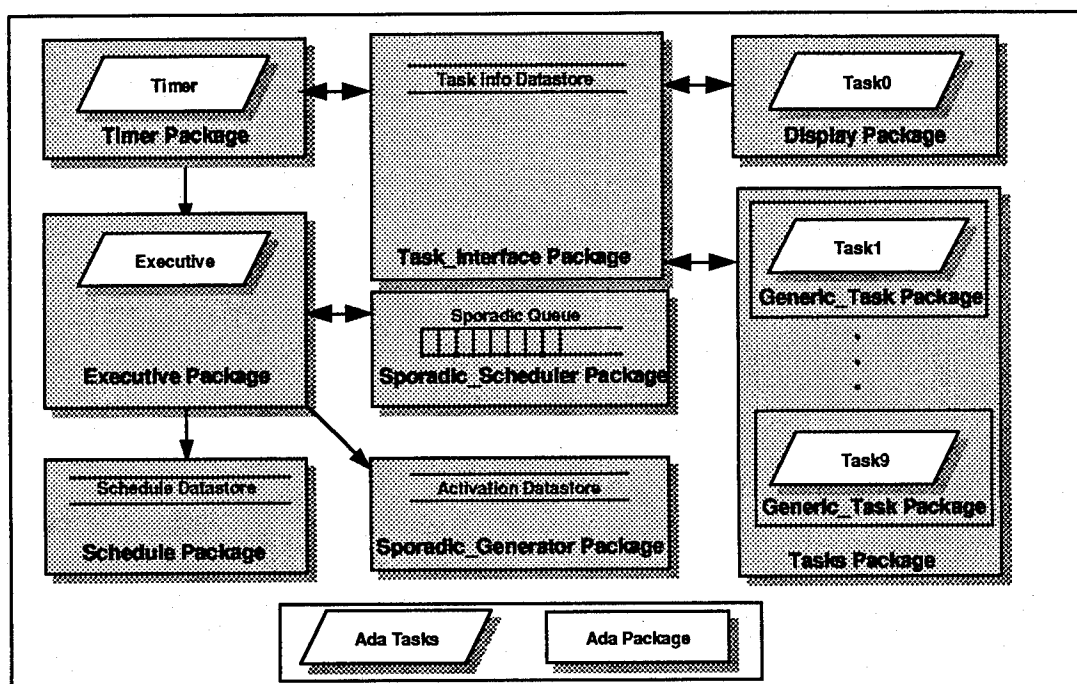 Timer
Timer Package
Task Info Datastore
Task_Interface Package
Task0
Display Package
Executive
Executive Package
Sporadic Queue
Sporadic_Scheduler Package
Task1
Generic_Task Package
Task9
Generic_Task Package
Tasks Package
Schedule Datastore
Schedule Package
Activation Datastore
Sporadic_Generator Package
Ada Tasks
Ada Package